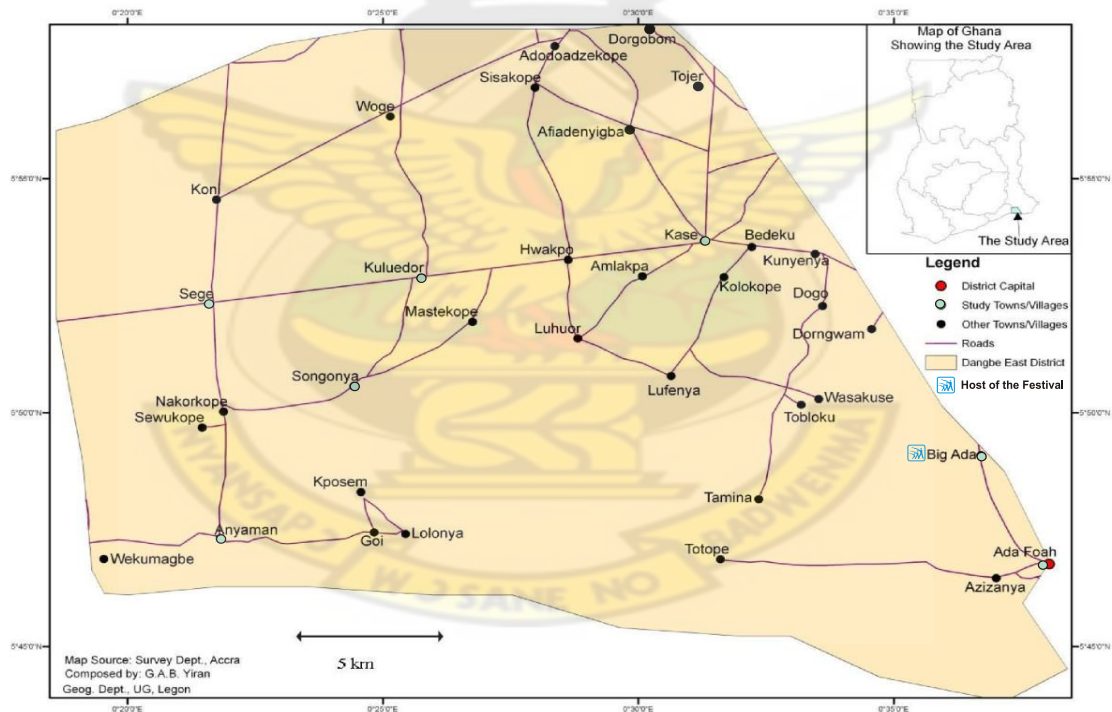 0°20'0"E
0°25'0"E
0°30'0"E
0°35'0"E
Map of Ghana
Showing the Study Area
The Study Area
Dorgobom
Adodoadzekope
Sisakope
Tojer
Woge
Afiadenyigba
5°55'0"N
5°55'0"N
Kon
Kase
Bedeku
Hwakpo
Kunyenya
Kuluedor
Amlakpa
Kolokope
Sege
Dogo
Mastekope
Luhuor
Dorngwam
Legend
District Capital
Study Towns/Villages
Other Towns/Villages
Roads
Dangbe East District
Host of the Festival
Songonya
Lufenya
Nakorkope
Wasakuse
Sewukope
Tobloku
5°50'0"N
5°50'0"N
Big Ada
Kposem
Tamina
Anyaman
Goi
Lolonya
Wekumagbe
Totope
Ada Foah
Azizanya
NYANSAPƆ WƆSANE NO BADWENMA
5°45'0"N
5°45'0"N
5 km
Map Source: Survey Dept., Accra
Composed by: G.A.B. Yiran
Geog. Dept., UG, Legon
0°20'0"E
0°25'0"E
0°30'0"E
0°35'0"E